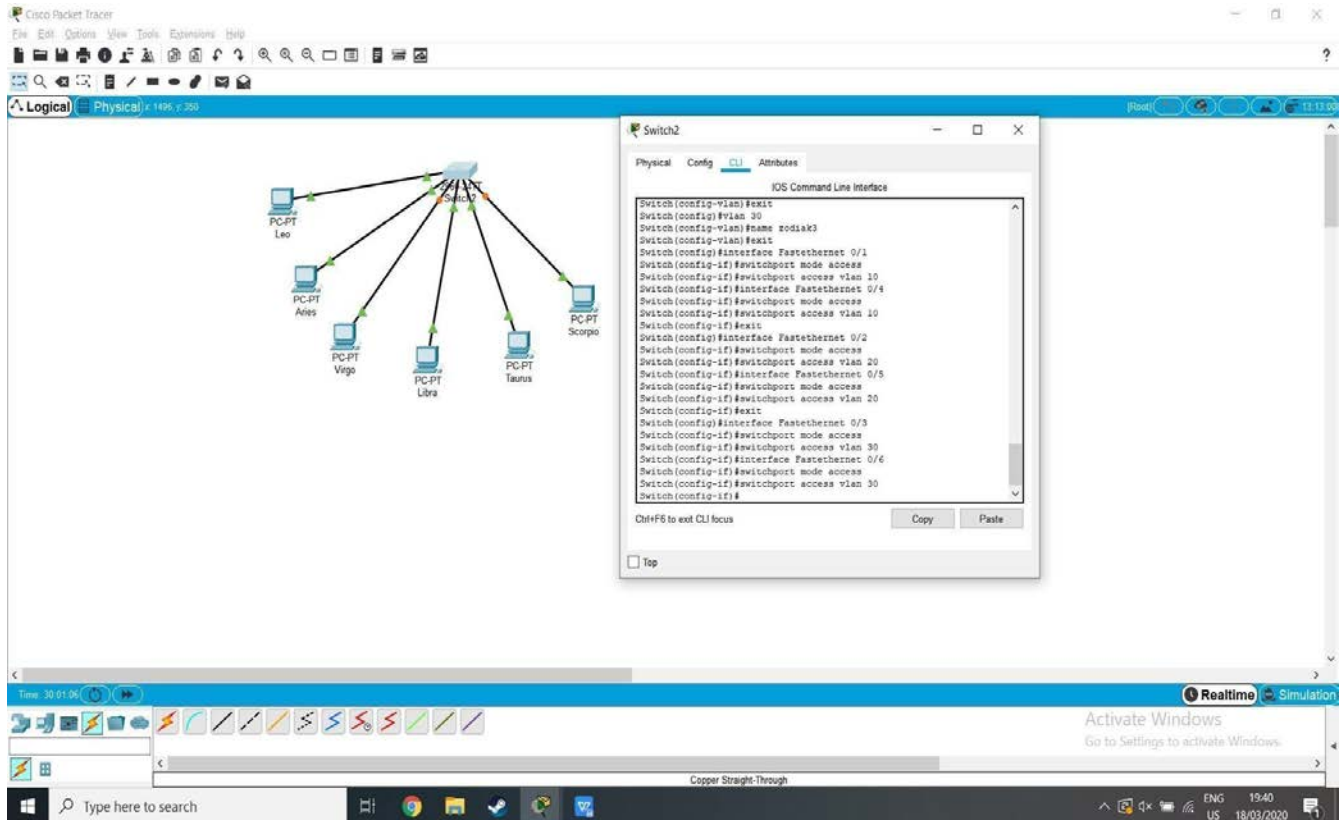 Cisco Packet Tracer
File Edit Options View Tools Extensions Help
?
Logical Physical x: 1496, y: 350
[Root] 13:13:00
Switch2
PC-PT
Leo
PC-PT
Aries
PC-PT
Virgo
PC-PT
Libra
PC-PT
Taurus
PC-PT
Scorpio
Switch2
Physical Config CLI Attributes
IOS Command Line Interface
Switch(config-vlan)#exit
Switch(config)#vlan 30
Switch(config-vlan)#name zodiak3
Switch(config-vlan)#exit
Switch(config)#interface Fastethernet 0/1
Switch(config-if)#switchport mode access
Switch(config-if)#switchport access vlan 10
Switch(config-if)#interface Fastethernet 0/4
Switch(config-if)#switchport mode access
Switch(config-if)#switchport access vlan 10
Switch(config-if)#exit
Switch(config)#interface Fastethernet 0/2
Switch(config-if)#switchport mode access
Switch(config-if)#switchport access vlan 20
Switch(config-if)#interface Fastethernet 0/5
Switch(config-if)#switchport mode access
Switch(config-if)#switchport access vlan 20
Switch(config-if)#exit
Switch(config)#interface Fastethernet 0/3
Switch(config-if)#switchport mode access
Switch(config-if)#switchport access vlan 30
Switch(config-if)#interface Fastethernet 0/6
Switch(config-if)#switchport mode access
Switch(config-if)#switchport access vlan 30
Switch(config-if)#
Ctrl+F6 to exit CLI focus
Copy Paste
Top
Time: 30:01:06
Realtime Simulation
Activate Windows
Go to Settings to activate Windows.
Copper Straight-Through
Type here to search
ENG 19:40
US 18/03/2020